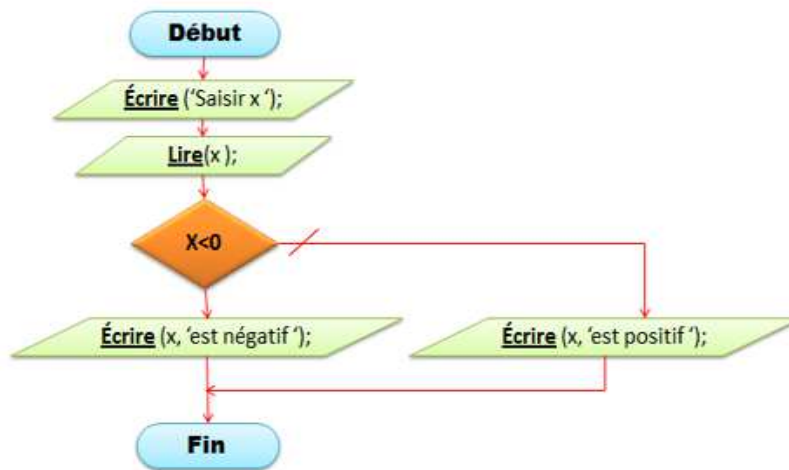 Début
Écrire (‘Saisir x ‘);
Lire(x );
X<0
Écrire (x, ‘est négatif ‘);
Écrire (x, ‘est positif ‘);
Fin